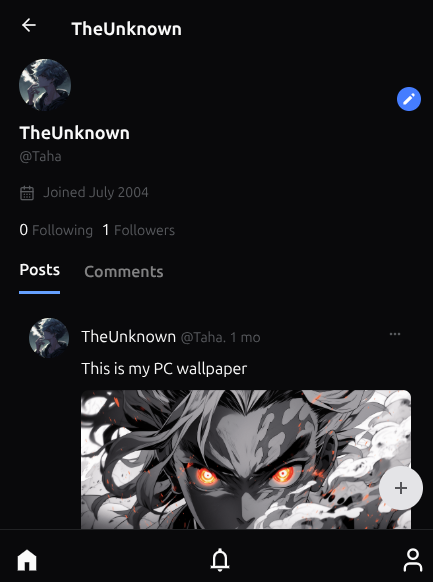 TheUnknown
TheUnknown
@Taha
Joined July 2004
0 Following 1 Followers
Posts Comments
TheUnknown @Taha. 1 mo
This is my PC wallpaper